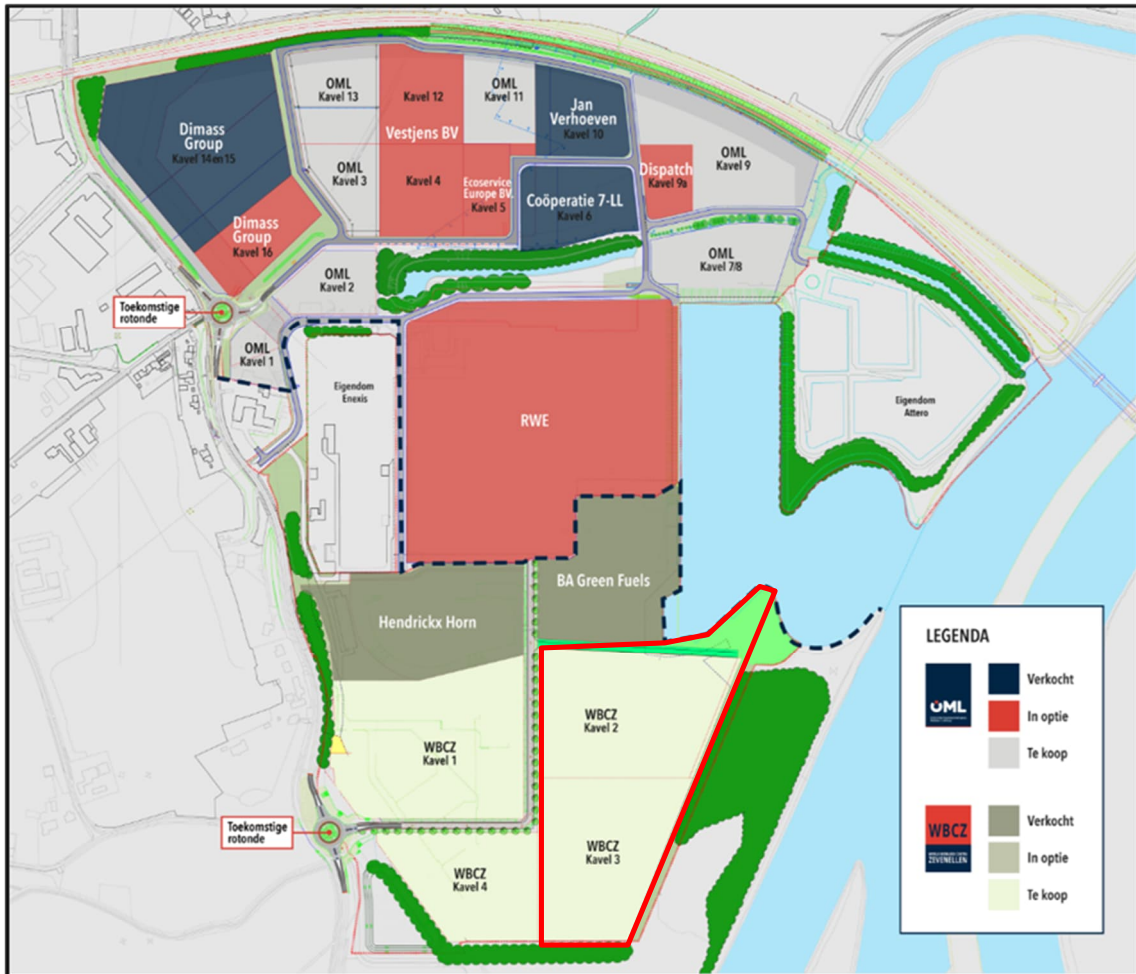 OML
Kavel 13
Kavel 12
OML
Kavel 11
Jan
Verhoeven
Kavel 10
Dimass
Group
Kavel 14 en 15
Vestjens BV
OML
Kavel 9
OML
Kavel 3
Kavel 4
Ecoservice
Europe BV.
Kavel 5
Dispatch
Kavel 9a
Coöperatie 7-LL
Kavel 6
Dimass
Group
Kavel 16
OML
Kavel 2
OML
Kavel 7/8
Toekomstige
rotonde
OML
Kavel 1
Eigendom
Enexis
Eigendom
Attero
RWE
BA Green Fuels
Hendrickx Horn
WBCZ
Kavel 2
WBCZ
Kavel 1
Toekomstige
rotonde
WBCZ
Kavel 3
WBCZ
Kavel 4
LEGENDA
OML
Verkocht
In optie
Te koop
WBCZ
ZEVENELLEN
Verkocht
In optie
Te koop